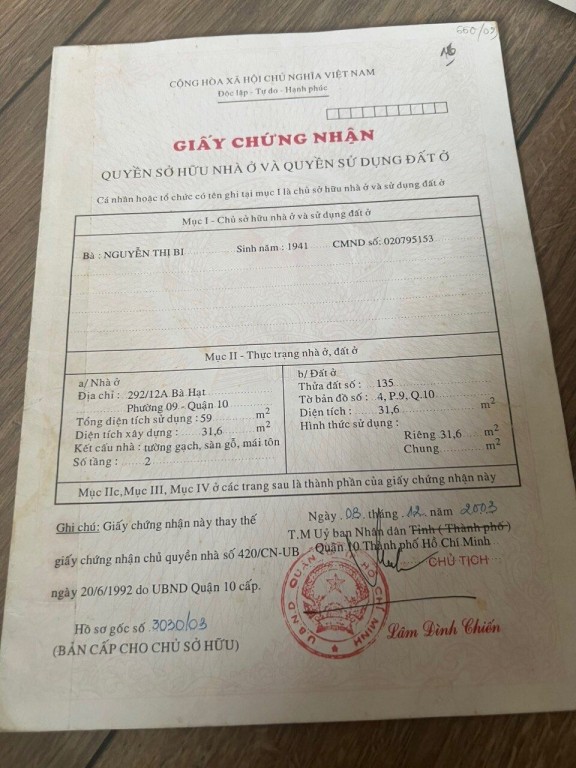 550/03
CỘNG HÒA XÃ HỘI CHỦ NGHĨA VIỆT NAM
Độc lập - Tự do - Hạnh phúc
GIẤY CHỨNG NHẬN
QUYỀN SỞ HỮU NHÀ Ở VÀ QUYỀN SỬ DỤNG ĐẤT Ở
Cá nhân hoặc tổ chức có tên ghi tại mục I là chủ sở hữu nhà ở và sử dụng đất ở
Mục I - Chủ sở hữu nhà ở và sử dụng đất ở
Bà : NGUYỄN THỊ BI Sinh năm : 1941 CMND số: 020795153
Mục II - Thực trạng nhà ở, đất ở
a/ Nhà ở
Địa chỉ : 292/12A Bà Hạt
Phường 09 - Quận 10
Tổng diện tích sử dụng : 59 m2
Diện tích xây dựng : 31,6 m2
Kết cấu nhà : tường gạch, sàn gỗ, mái tôn
Số tầng : 2
b/ Đất ở
Thửa đất số : 135
Tờ bản đồ số : 4, P.9, Q.10
Diện tích : 31,6 m2
Hình thức sử dụng :
Riêng 31,6 m2
Chung m2
Mục IIc,Mục III, Mục IV ở các trang sau là thành phần của giấy chứng nhận này
Ghi chú: Giấy chứng nhận này thay thế
giấy chứng nhận chủ quyền nhà số 420/CN-UB
ngày 20/6/1992 do UBND Quận 10 cấp.
Hồ sơ gốc số 3030/03
(BẢN CẤP CHO CHỦ SỞ HỮU)
Ngày 08 tháng 12 năm 2003
T.M Uỷ ban Nhân dân Tỉnh ( Thành phố )
Quận 10 Thành phố Hồ Chí Minh
CHỦ TỊCH
Lâm Đình Chiến